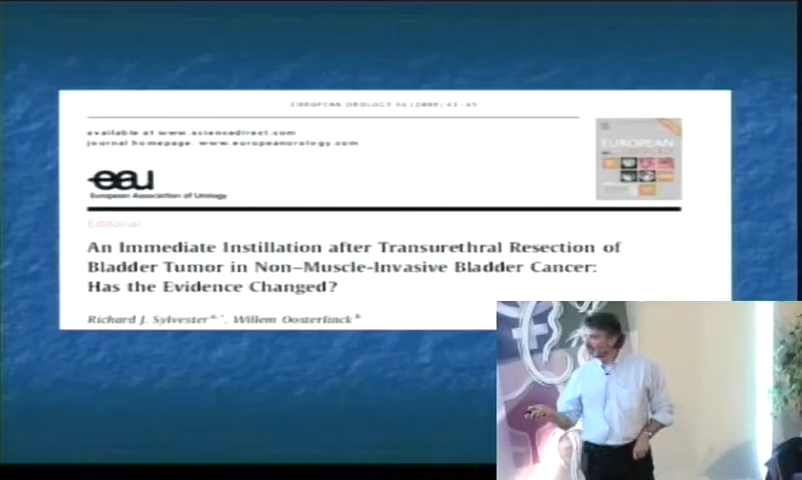 EUROPEAN UROLOGY 56 (2009) 43–45
available at www.sciencedirect.com
journal homepage: www.europeanurology.com
EUROPEAN
eau
European Association of Urology
Editorial
An Immediate Instillation after Transurethral Resection of
Bladder Tumor in Non–Muscle-Invasive Bladder Cancer:
Has the Evidence Changed?
Richard J. Sylvester a,*, Willem Oosterlinck b